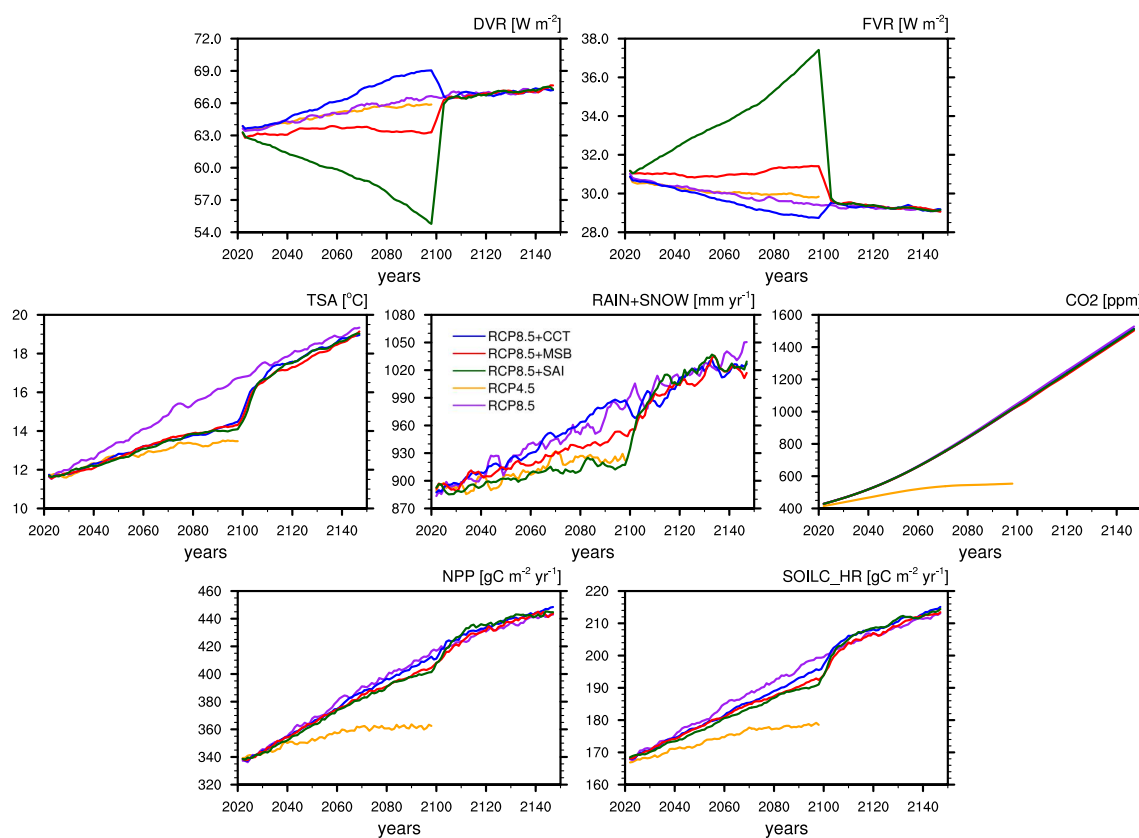 DVR [W m-2]
72.0
69.0
66.0
63.0
60.0
57.0
54.0
2020 2040 2060 2080 2100 2120 2140
years
FVR [W m-2]
38.0
36.0
34.0
32.0
30.0
28.0
2020 2040 2060 2080 2100 2120 2140
years
TSA [oC]
20
18
16
14
12
10
2020 2040 2060 2080 2100 2120 2140
years
RAIN+SNOW [mm yr-1]
1080
1050
1020
990
960
930
900
870
RCP8.5+CCT
RCP8.5+MSB
RCP8.5+SAI
RCP4.5
RCP8.5
2020 2040 2060 2080 2100 2120 2140
years
CO2 [ppm]
1600
1400
1200
1000
800
600
400
2020 2040 2060 2080 2100 2120 2140
years
NPP [gC m-2 yr-1]
460
440
420
400
380
360
340
320
2020 2040 2060 2080 2100 2120 2140
years
SOILC_HR [gC m-2 yr-1]
220
210
200
190
180
170
160
2020 2040 2060 2080 2100 2120 2140
years